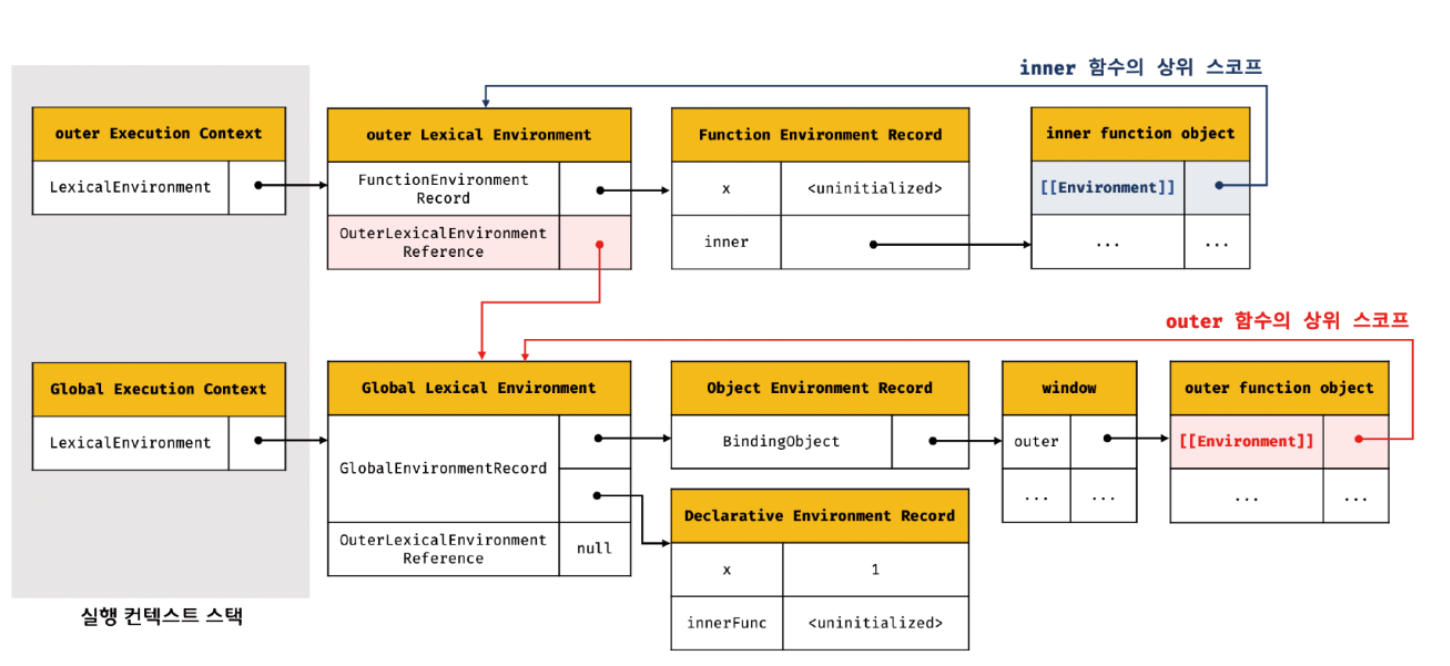 inner 함수의 상위 스코프
outer Execution Context
LexicalEnvironment
outer Lexical Environment
FunctionEnvironment
Record
OuterLexicalEnvironment
Reference
Function Environment Record
x
<uninitialized>
inner
inner function object
[[Environment]]
...
...
outer 함수의 상위 스코프
Global Execution Context
LexicalEnvironment
Global Lexical Environment
GlobalEnvironmentRecord
OuterLexicalEnvironment
Reference
null
Object Environment Record
BindingObject
window
outer
...
...
outer function object
[[Environment]]
...
...
Declarative Environment Record
x
1
innerFunc
<uninitialized>
실행 컨텍스트 스택